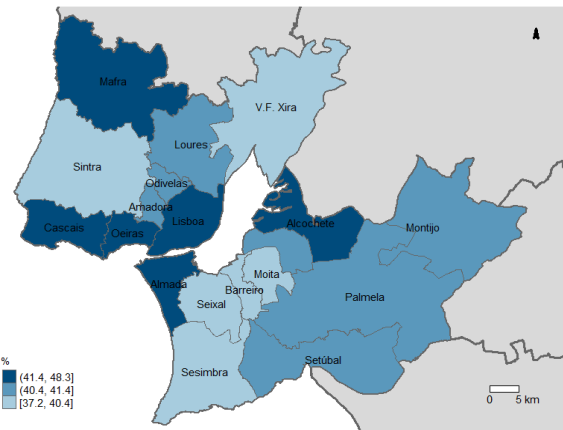 Mafra
V.F. Xira
Loures
Sintra
Odivelas
Amadora
Lisboa
Cascais
Oeiras
Alcochete
Montijo
Almada
Moita
Barreiro
Seixal
Palmela
Sesimbra
Setúbal
%
(41.4, 48.3]
(40.4, 41.4]
[37.2, 40.4]
0 5 km